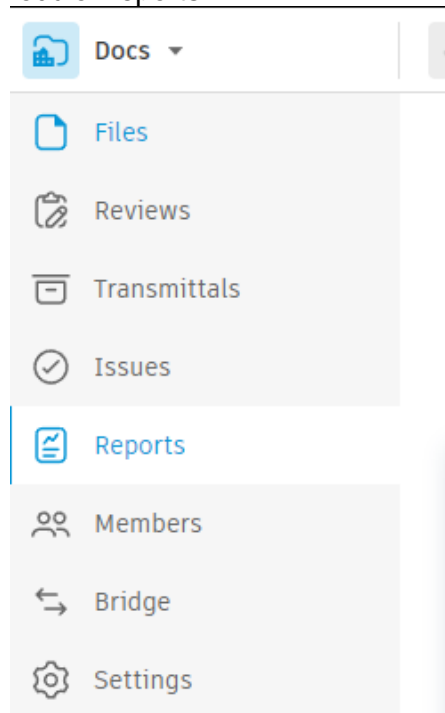 Docs
Files
Reviews
Transmittals
Issues
Reports
Members
Bridge
Settings